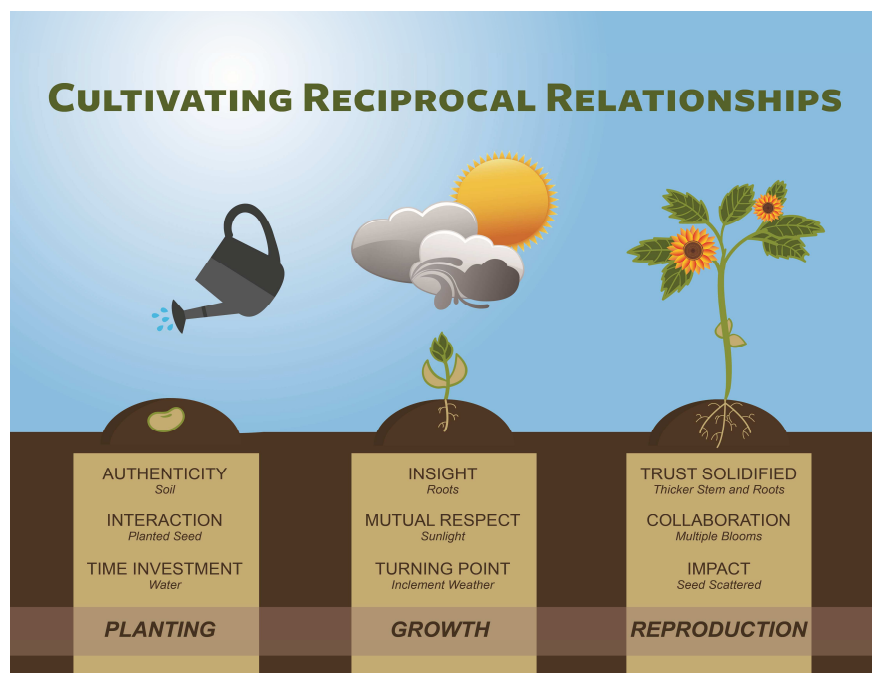 Cultivating Reciprocal Relationships
AUTHENTICITY
Soil
INTERACTION
Planted Seed
TIME INVESTMENT
Water
PLANTING
INSIGHT
Roots
MUTUAL RESPECT
Sunlight
TURNING POINT
Inclement Weather
GROWTH
TRUST SOLIDIFIED
Thicker Stem and Roots
COLLABORATION
Multiple Blooms
IMPACT
Seed Scattered
REPRODUCTION